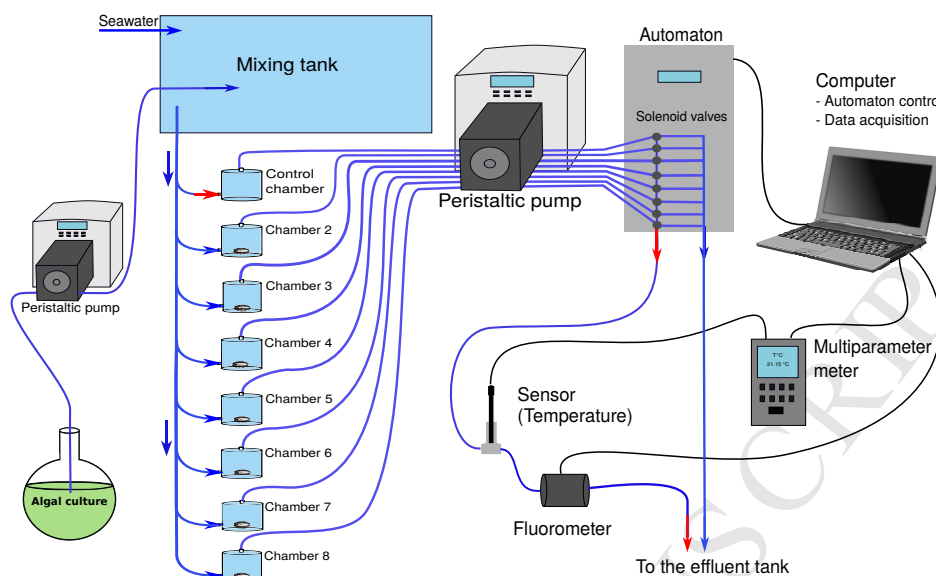 Seawater
Mixing tank
Automaton
Computer
- Automaton contro
- Data acquisition
Solenoid valves
Control
chamber
Peristaltic pump
Chamber 2
Chamber 3
Peristaltic pump
Chamber 4
T°C
21.15 °C
Multiparameter
meter
Sensor
(Temperature)
Chamber 5
Chamber 6
Algal culture
Chamber 7
Fluorometer
Chamber 8
To the effluent tank
SCRIP